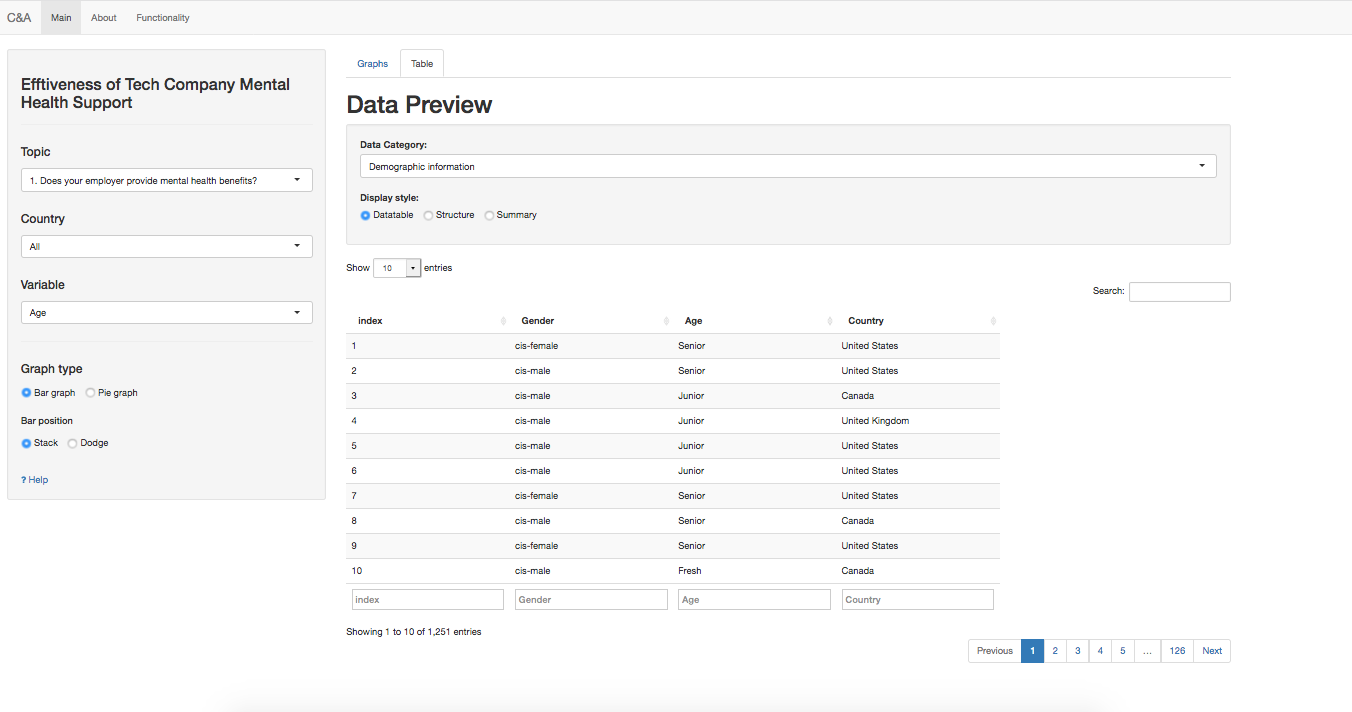 C&A Main About Functionality
Efftiveness of Tech Company Mental
Health Support
Topic
1. Does your employer provide mental health benefits?
Country
All
Variable
Age
Graph type
Bar graph Pie graph
Bar position
Stack Dodge
? Help
Graphs Table
Data Preview
Data Category:
Demographic information
Display style:
Datatable Structure Summary
Show 10 entries
Search:
index Gender Age Country
1 cis-female Senior United States
2 cis-male Senior United States
3 cis-male Junior Canada
4 cis-male Junior United Kingdom
5 cis-male Junior United States
6 cis-male Junior United States
7 cis-female Senior United States
8 cis-male Senior Canada
9 cis-female Senior United States
10 cis-male Fresh Canada
index Gender Age Country
Showing 1 to 10 of 1,251 entries
Previous 1 2 3 4 5 ... 126 Next